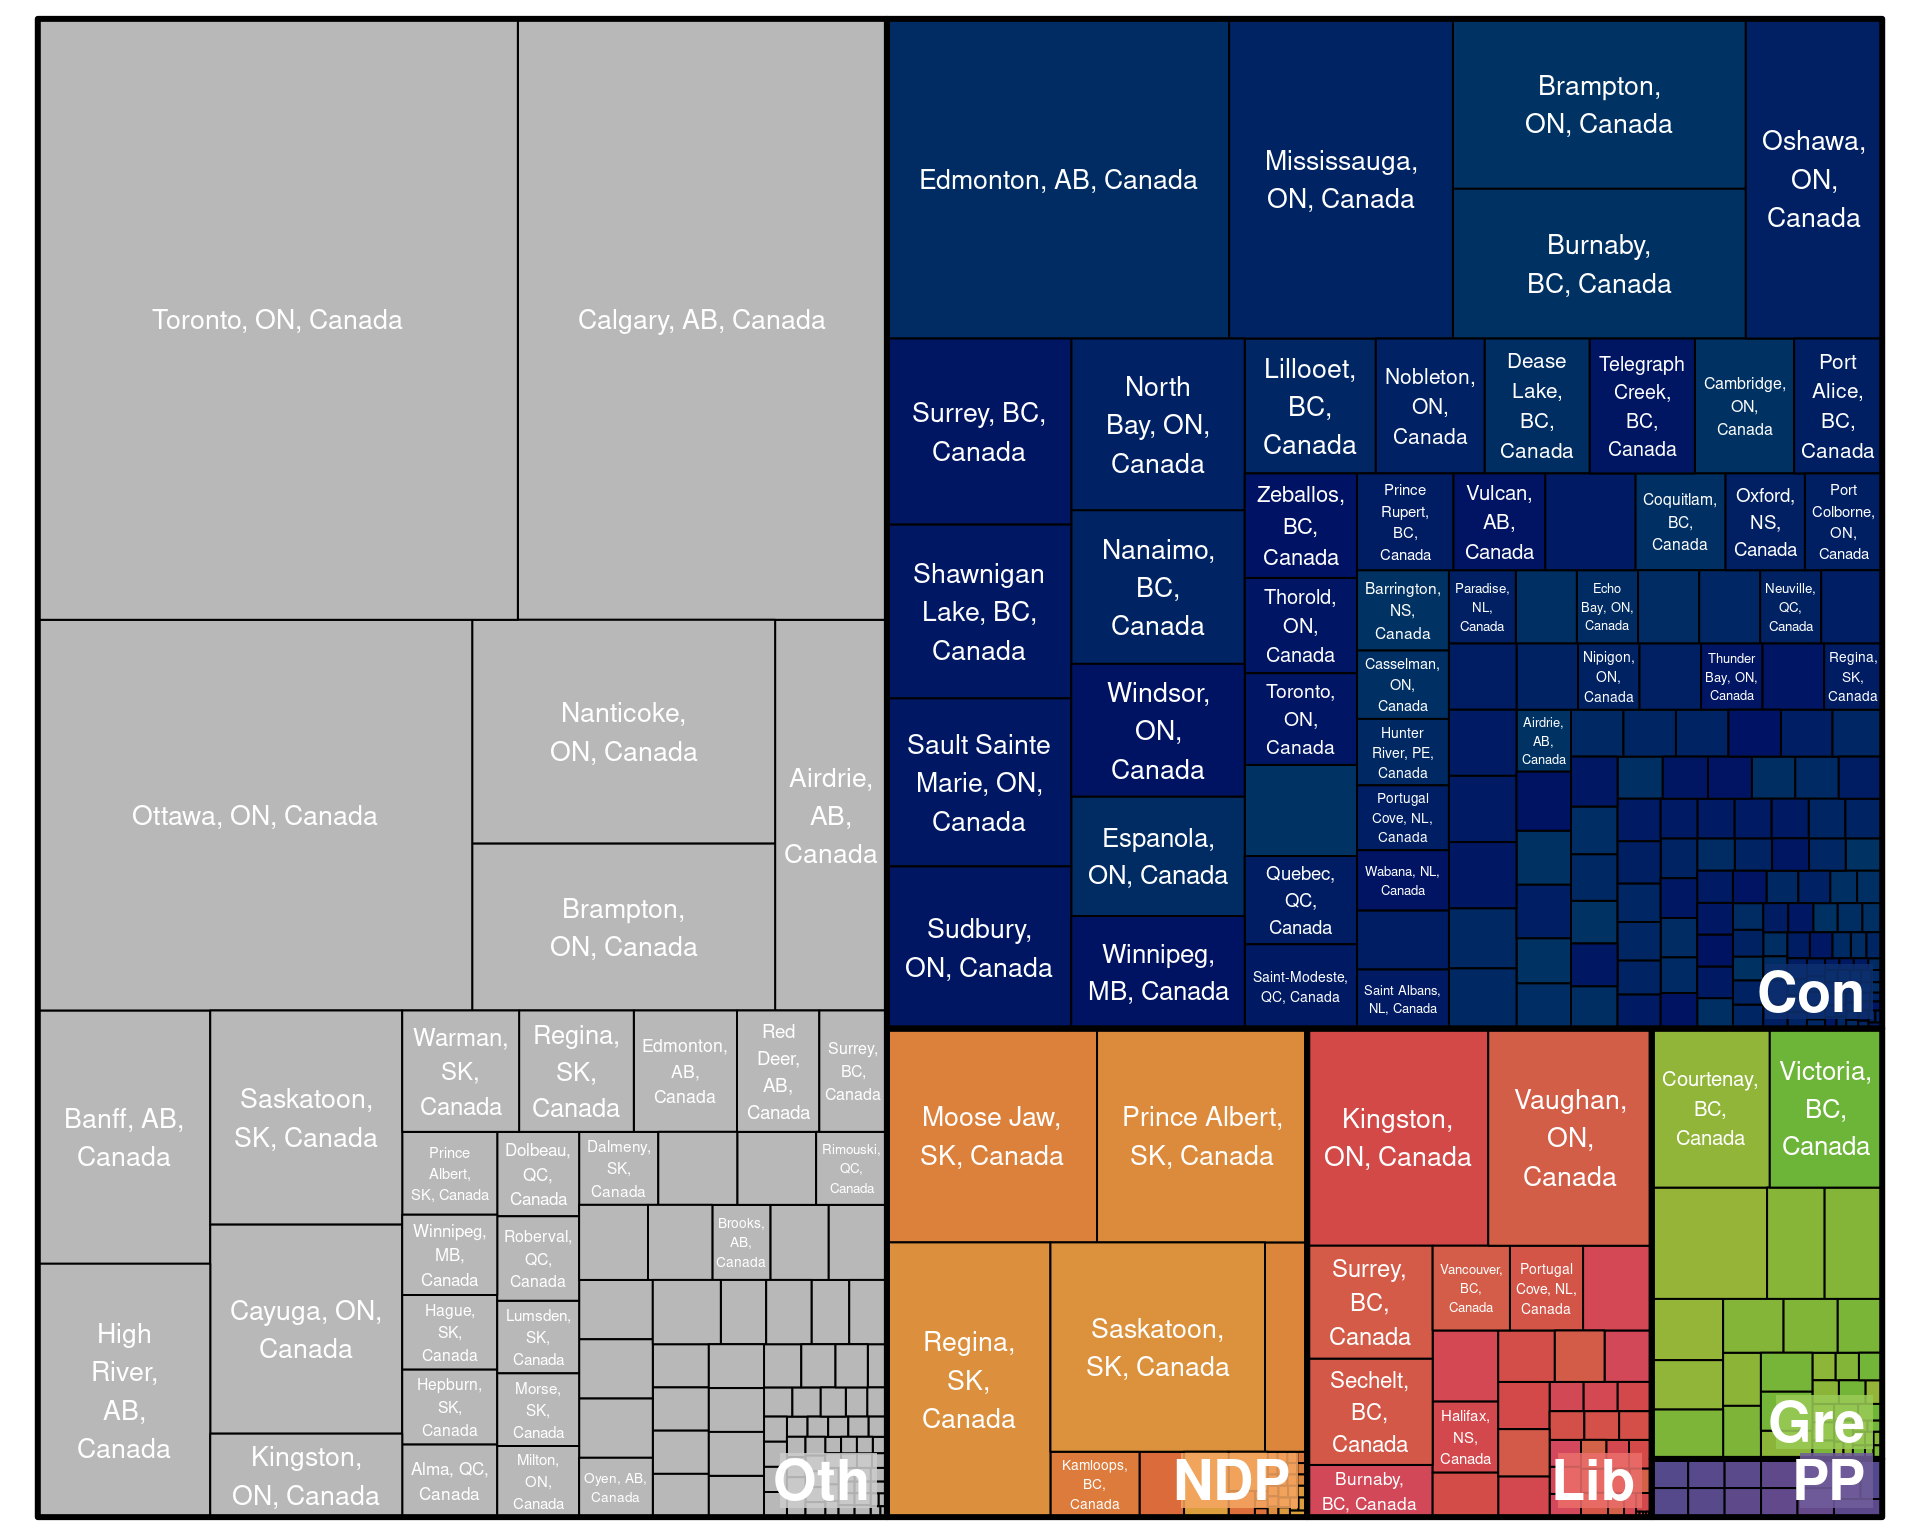 Toronto, ON, Canada
Calgary, AB, Canada
Ottawa, ON, Canada
Nanticoke,
ON, Canada
Brampton,
ON, Canada
Airdrie,
AB,
Canada
Banff, AB,
Canada
High
River,
AB,
Canada
Saskatoon,
SK, Canada
Cayuga, ON,
Canada
Kingston,
ON, Canada
Warman,
SK,
Canada
Regina,
SK,
Canada
Edmonton,
AB,
Canada
Red
Deer,
AB,
Canada
Surrey,
BC,
Canada
Prince
Albert,
SK, Canada
Winnipeg,
MB,
Canada
Hague,
SK,
Canada
Hepburn,
SK,
Canada
Alma, QC,
Canada
Dolbeau,
QC,
Canada
Roberval,
QC,
Canada
Lumsden,
SK,
Canada
Morse,
SK,
Canada
Milton,
ON,
Canada
Dalmeny,
SK,
Canada
Rimouski,
QC,
Canada
Brooks,
AB,
Canada
Oyen, AB,
Canada
Oth
Edmonton, AB, Canada
Mississauga,
ON, Canada
Brampton,
ON, Canada
Burnaby,
BC, Canada
Oshawa,
ON,
Canada
Surrey, BC,
Canada
Shawnigan
Lake, BC,
Canada
Sault Sainte
Marie, ON,
Canada
Sudbury,
ON, Canada
North
Bay, ON,
Canada
Nanaimo,
BC,
Canada
Windsor,
ON,
Canada
Espanola,
ON, Canada
Winnipeg,
MB, Canada
Lillooet,
BC,
Canada
Nobleton,
ON,
Canada
Dease
Lake,
BC,
Canada
Telegraph
Creek,
BC,
Canada
Cambridge,
ON,
Canada
Port
Alice,
BC,
Canada
Zeballos,
BC,
Canada
Thorold,
ON,
Canada
Toronto,
ON,
Canada
Quebec,
QC,
Canada
Saint-Modeste,
QC, Canada
Prince
Rupert,
BC,
Canada
Vulcan,
AB,
Canada
Coquitlam,
BC,
Canada
Oxford,
NS,
Canada
Port
Colborne,
ON,
Canada
Barrington,
NS,
Canada
Casselman,
ON,
Canada
Hunter
River, PE,
Canada
Portugal
Cove, NL,
Canada
Wabana, NL,
Canada
Saint Albans,
NL, Canada
Paradise,
NL,
Canada
Echo
Bay, ON,
Canada
Neuville,
QC,
Canada
Nipigon,
ON,
Canada
Thunder
Bay, ON,
Canada
Regina,
SK,
Canada
Airdrie,
AB,
Canada
Con
Moose Jaw,
SK, Canada
Prince Albert,
SK, Canada
Regina,
SK,
Canada
Saskatoon,
SK, Canada
Kamloops,
BC,
Canada
NDP
Kingston,
ON, Canada
Vaughan,
ON,
Canada
Surrey,
BC,
Canada
Sechelt,
BC,
Canada
Burnaby,
BC, Canada
Vancouver,
BC,
Canada
Portugal
Cove, NL,
Canada
Halifax,
NS,
Canada
Lib
Courtenay,
BC,
Canada
Victoria,
BC,
Canada
Gre
PP